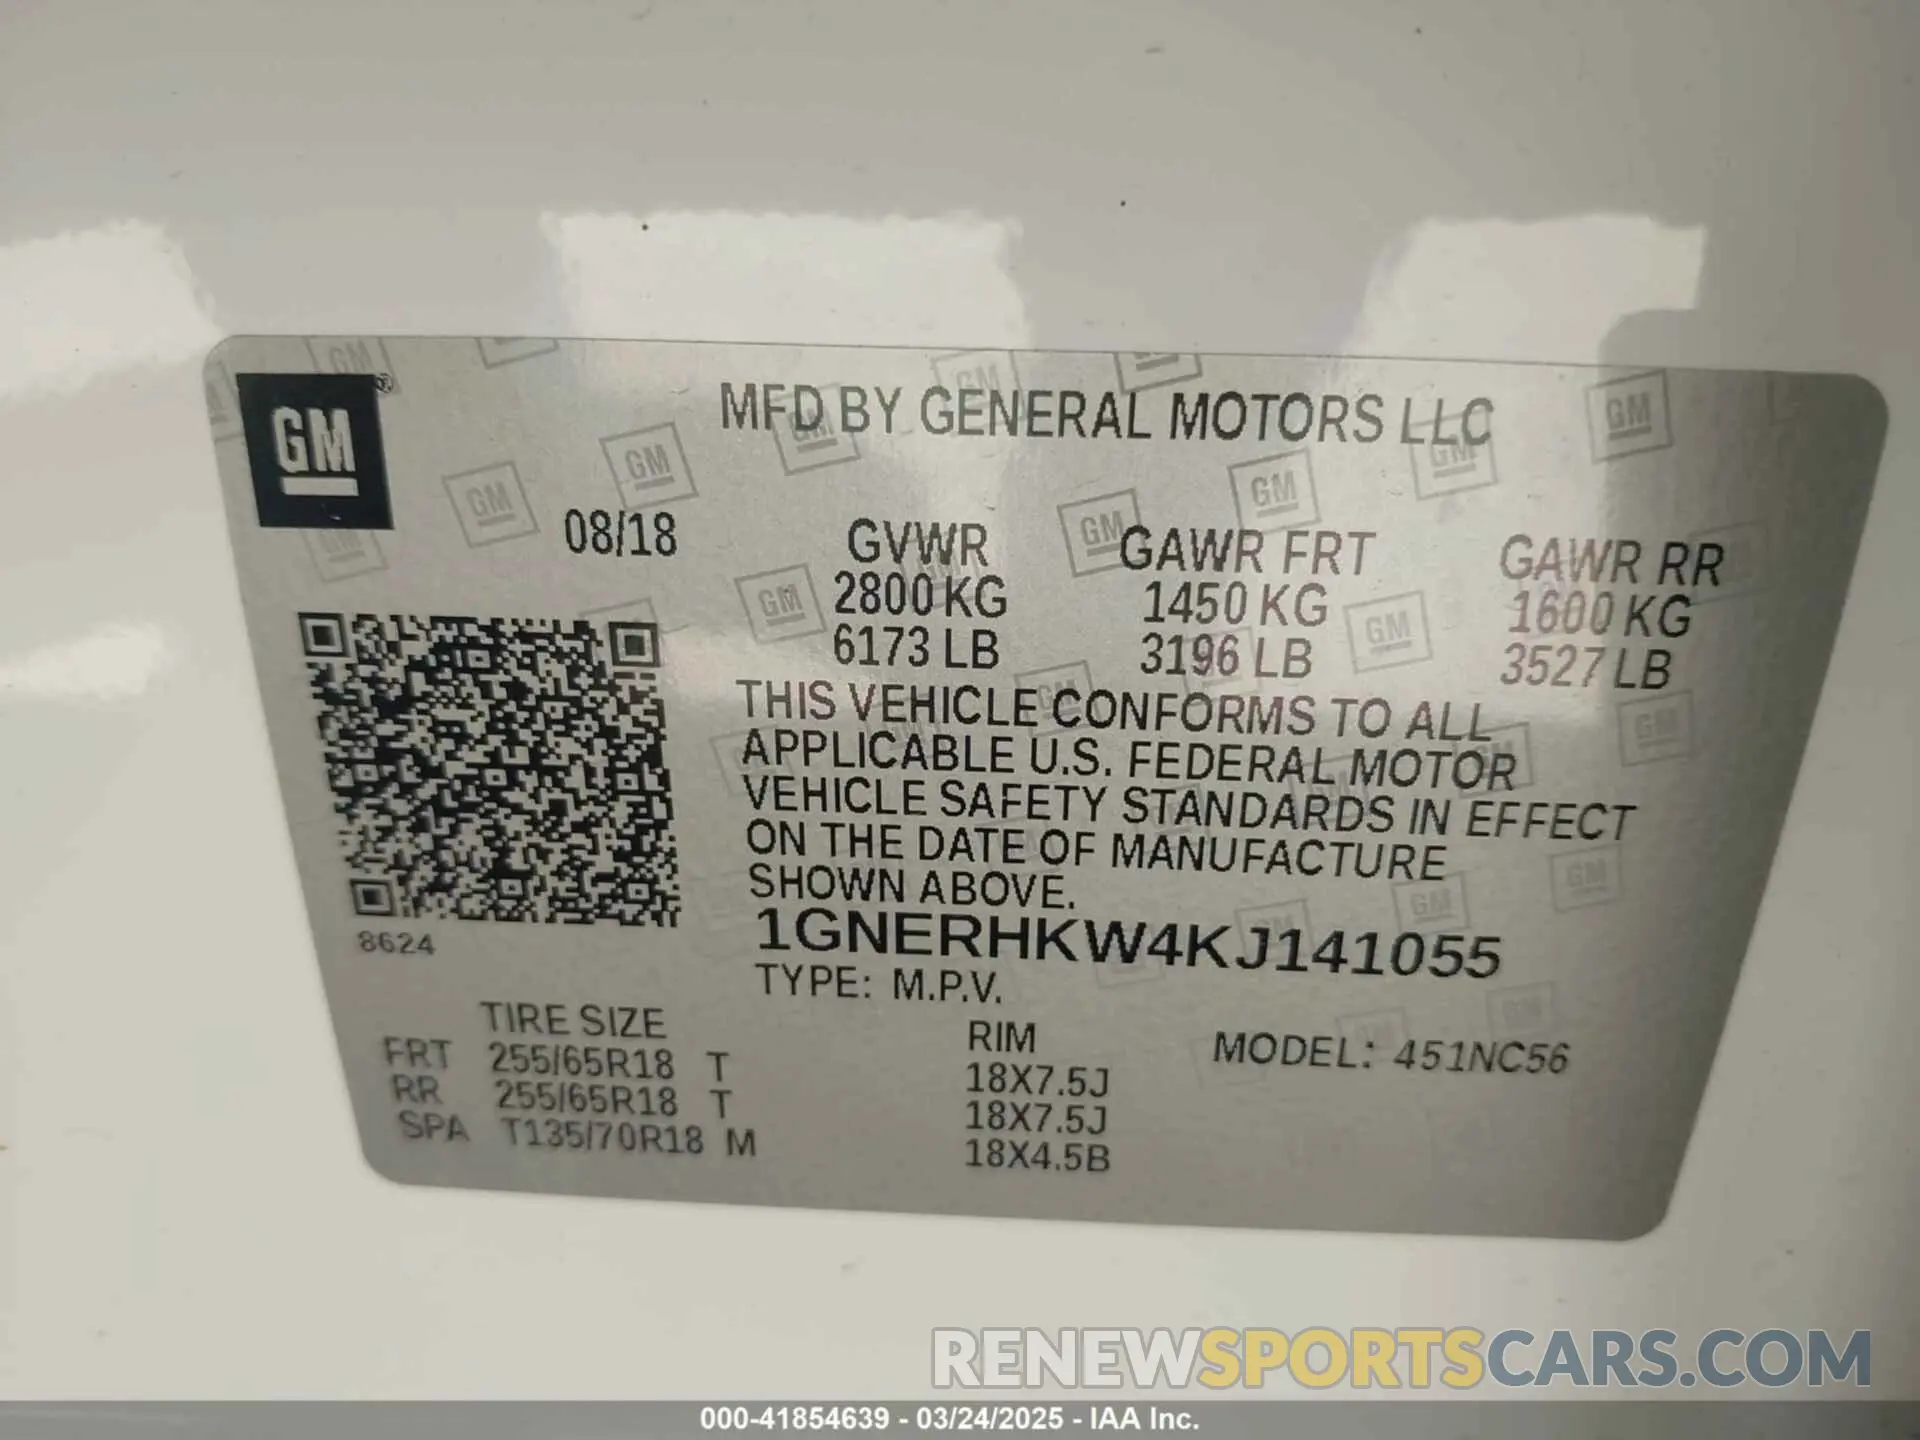 GM
MFD BY GENERAL MOTORS LLC
08/18
GVWR GAWR FRT GAWR RR
2800 KG 1450 KG 1600 KG
6173 LB 3196 LB 3527 LB
THIS VEHICLE CONFORMS TO ALL
APPLICABLE U.S. FEDERAL MOTOR
VEHICLE SAFETY STANDARDS IN EFFECT
ON THE DATE OF MANUFACTURE
SHOWN ABOVE.
1GNERHKW4KJ141055
8624
TYPE: M.P.V.
TIRE SIZE RIM MODEL: 451NC56
FRT 255/65R18 T 18X7.5J
RR 255/65R18 T 18X7.5J
SPA T135/70R18 M 18X4.5B
RENEWSPORTSCARS.COM
000-41854639 - 03/24/2025 - IAA Inc.